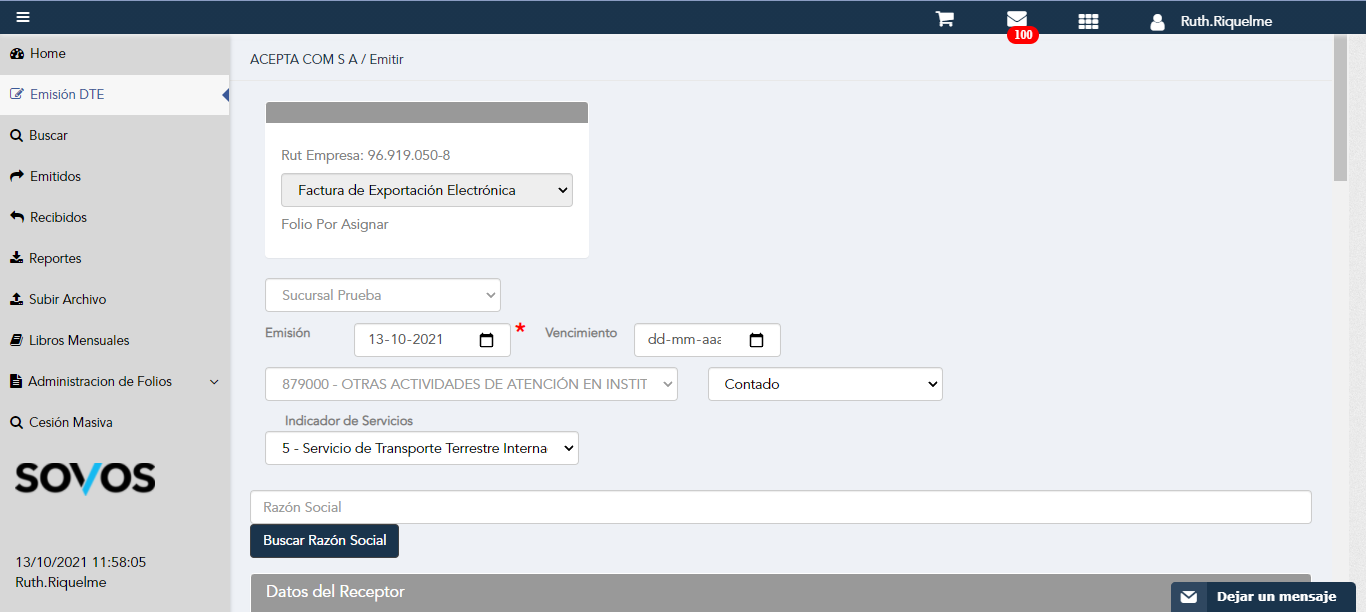 Ruth.Riquelme
100
Home
ACEPTA COM S A / Emitir
Emisión DTE
Buscar
Emitidos
Recibidos
Reportes
Subir Archivo
Libros Mensuales
Administracion de Folios
Cesión Masiva
SOVOS
13/10/2021 11:58:05
Ruth.Riquelme
Rut Empresa: 96.919.050-8
Factura de Exportación Electrónica
Folio Por Asignar
Sucursal Prueba
Emisión 13-10-2021 * Vencimiento dd-mm-aaa
879000 - OTRAS ACTIVIDADES DE ATENCIÓN EN INSTIT Contado
Indicador de Servicios
5 - Servicio de Transporte Terrestre Interna
Razón Social
Buscar Razón Social
Datos del Receptor
Dejar un mensaje